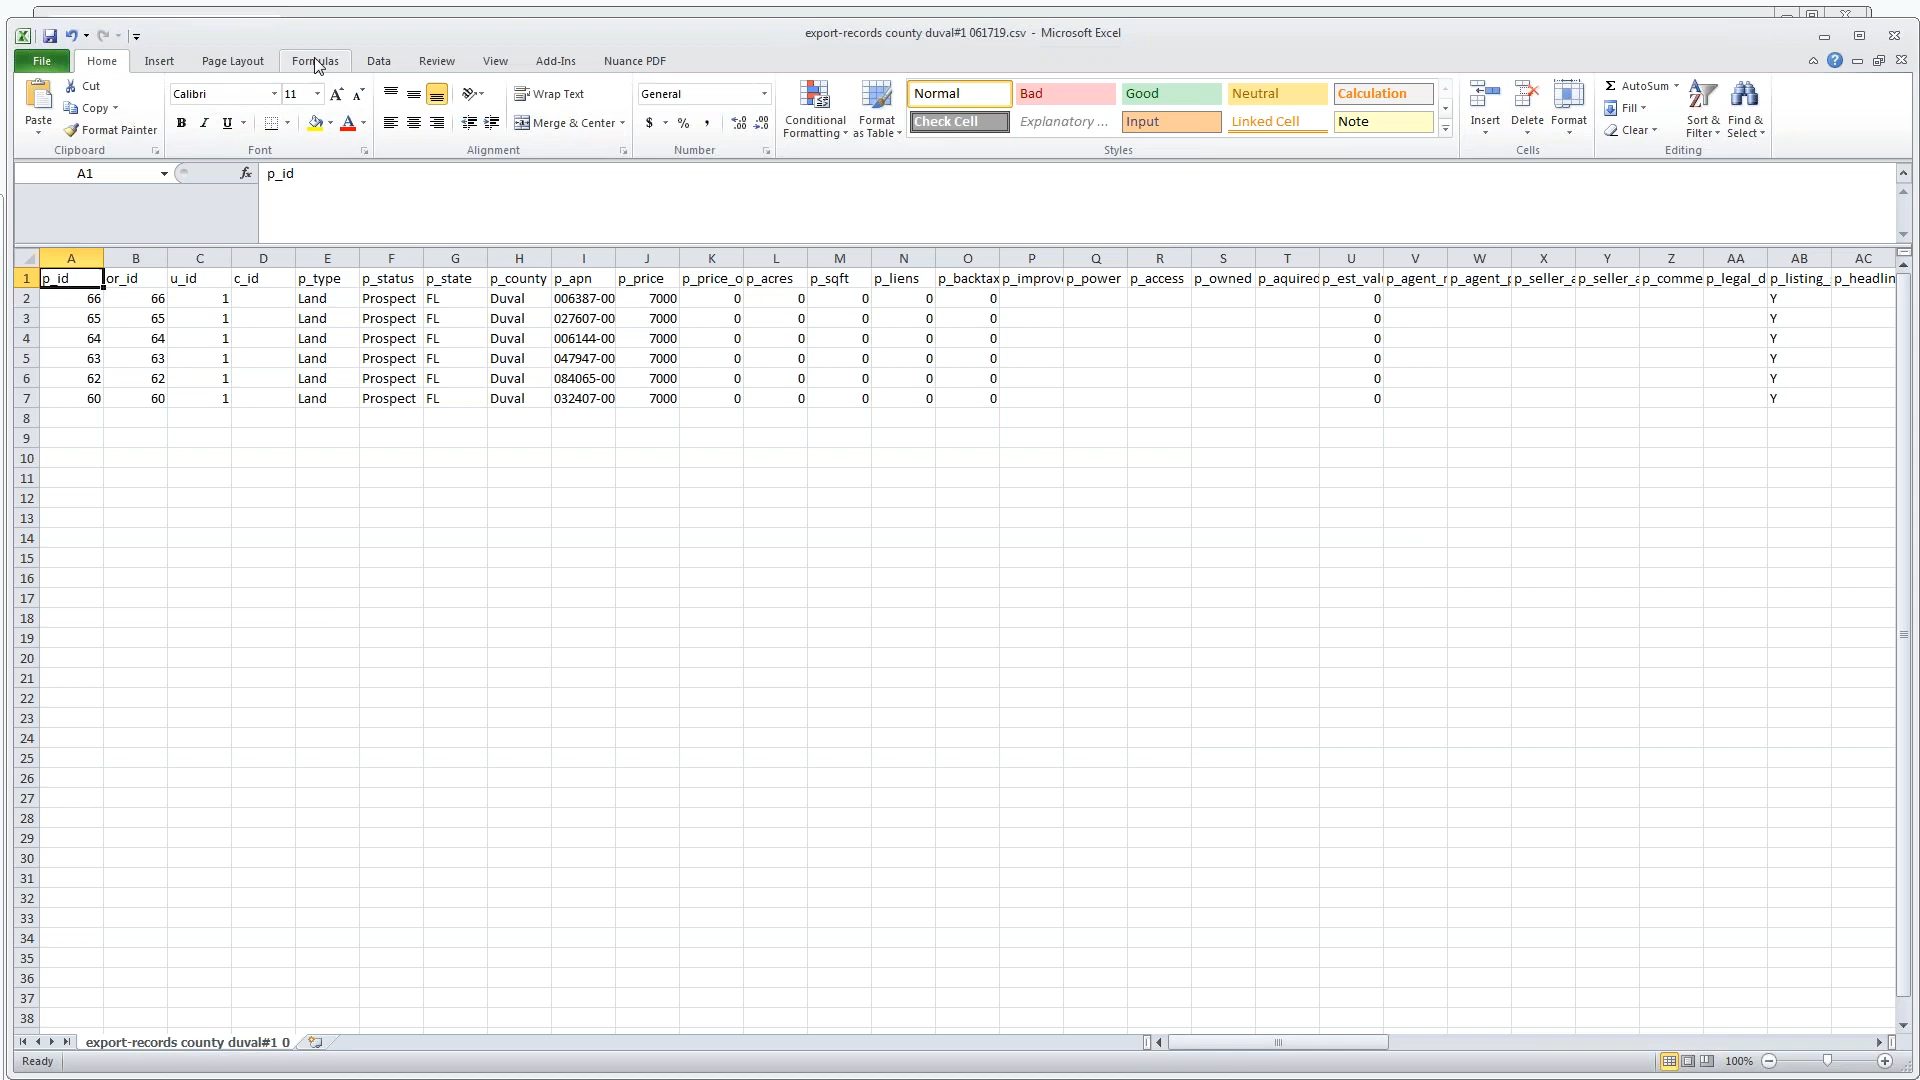 export-records county duval#1 061719.csv - Microsoft Excel
File Home Insert Page Layout Formulas Data Review View Add-Ins Nuance PDF
Paste Cut Copy Format Painter Clipboard
Calibri 11 B I U Font
Wrap Text Merge & Center Alignment
General $ % , Number
Conditional Formatting Format as Table
Normal Bad Good Neutral Calculation
Check Cell Explanatory ... Input Linked Cell Note
Styles
Insert Delete Format Cells
AutoSum Fill Clear Sort & Filter Find & Select Editing
A1 fx p_id
A B C D E F G H I J K L M N O P Q R S T U V W X Y Z AA AB AC
1 p_id or_id u_id c_id p_type p_status p_state p_county p_apn p_price p_price_o p_acres p_sqft p_liens p_backtax p_improv p_power p_access p_owned p_aquired p_est_val p_agent_ p_agent_ p_seller_a p_seller_a p_comme p_legal_d p_listing_ p_headlin
2 66 66 1 Land Prospect FL Duval 006387-00 7000 0 0 0 0 0 0 Y
3 65 65 1 Land Prospect FL Duval 027607-00 7000 0 0 0 0 0 0 Y
4 64 64 1 Land Prospect FL Duval 006144-00 7000 0 0 0 0 0 0 Y
5 63 63 1 Land Prospect FL Duval 047947-00 7000 0 0 0 0 0 0 Y
6 62 62 1 Land Prospect FL Duval 084065-00 7000 0 0 0 0 0 0 Y
7 60 60 1 Land Prospect FL Duval 032407-00 7000 0 0 0 0 0 0 Y
8
9
10
11
12
13
14
15
16
17
18
19
20
21
22
23
24
25
26
27
28
29
30
31
32
33
34
35
36
37
38
export-records county duval#1 0
Ready 100%